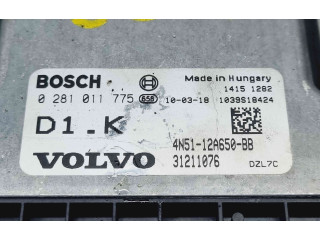 BOSCH Made in Hungary
1415 1282
0 281 011 775 658 10-03-18 1039S18424
D1.K
4N51-12A650-BB
VOLVO 31211076 DZL7C